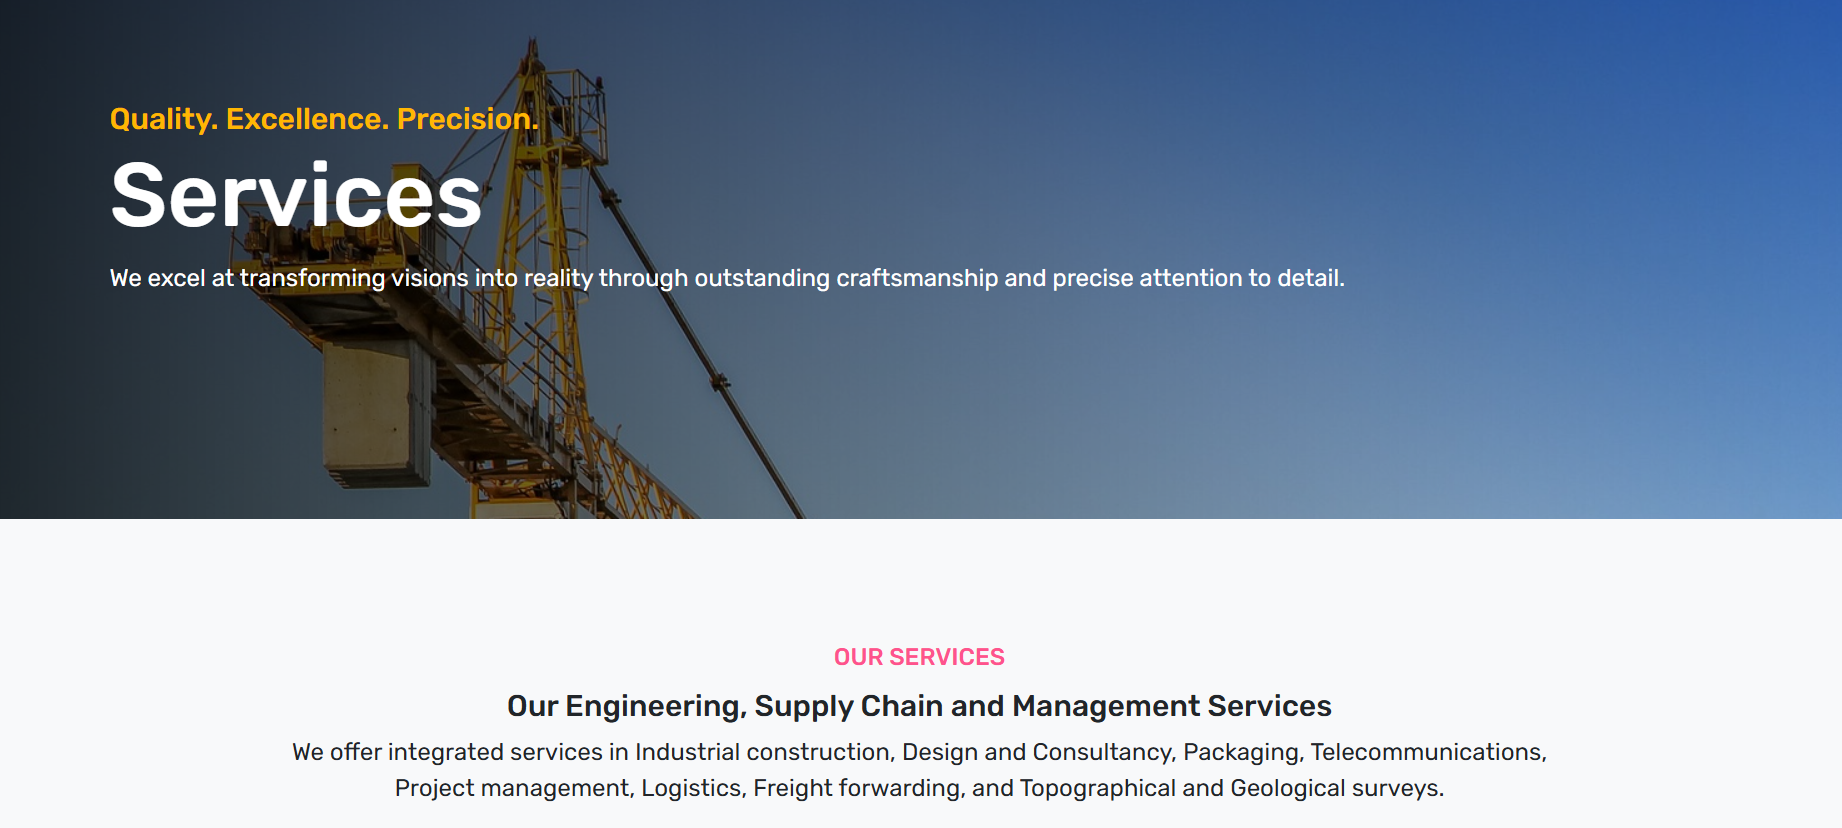 Quality. Excellence. Precision.
Services
We excel at transforming visions into reality through outstanding craftsmanship and precise attention to detail.
OUR SERVICES
Our Engineering, Supply Chain and Management Services
We offer integrated services in Industrial construction, Design and Consultancy, Packaging, Telecommunications,
Project management, Logistics, Freight forwarding, and Topographical and Geological surveys.